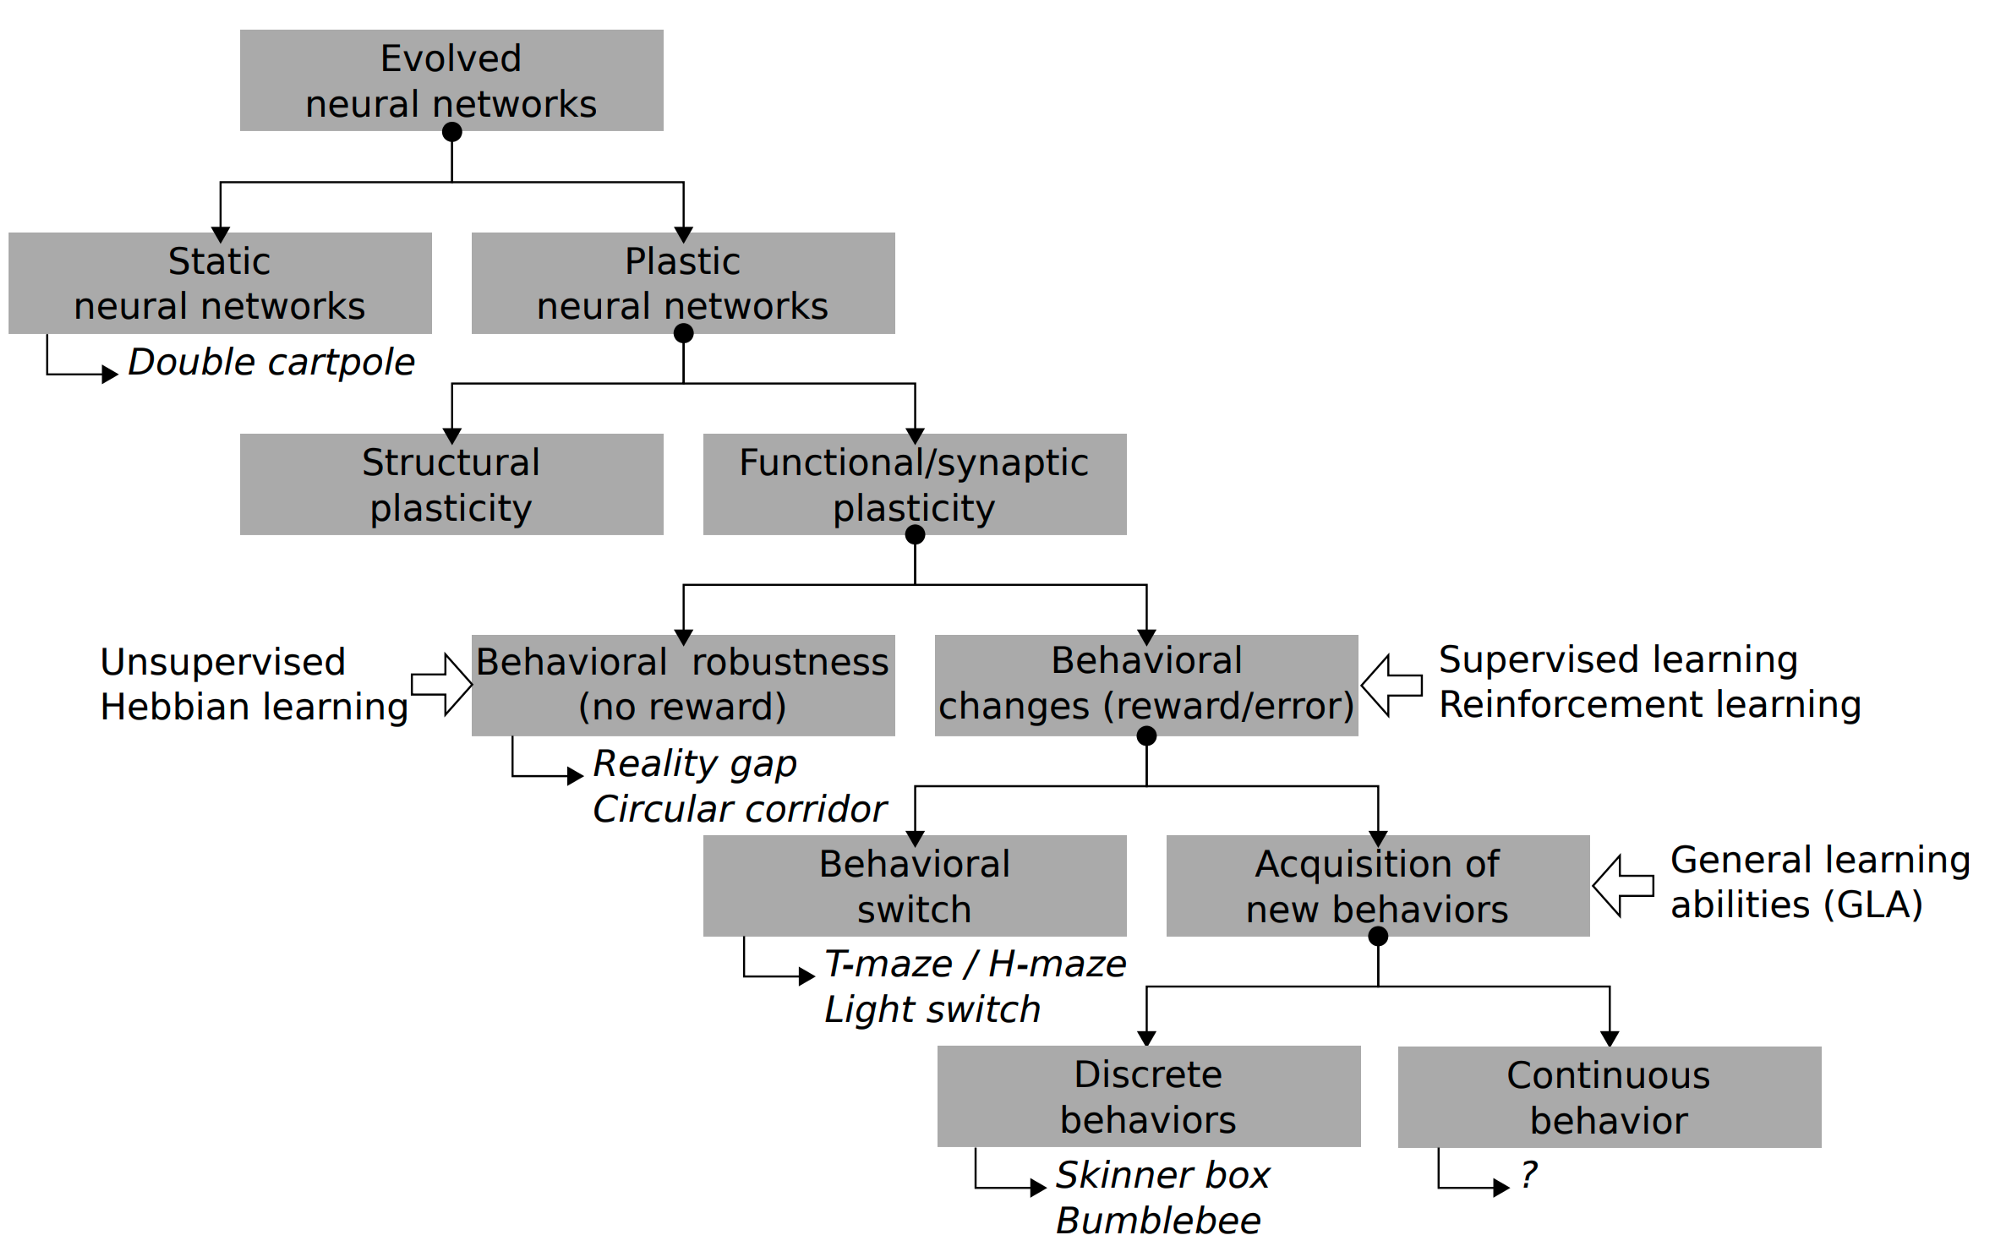 Evolved
neural networks
Static
neural networks
Plastic
neural networks
Double cartpole
Structural
plasticity
Functional/synaptic
plasticity
Unsupervised
Hebbian learning
Behavioral robustness
(no reward)
Behavioral
changes (reward/error)
Supervised learning
Reinforcement learning
Reality gap
Circular corridor
Behavioral
switch
Acquisition of
new behaviors
General learning
abilities (GLA)
T-maze / H-maze
Light switch
Discrete
behaviors
Continuous
behavior
Skinner box
Bumblebee
?